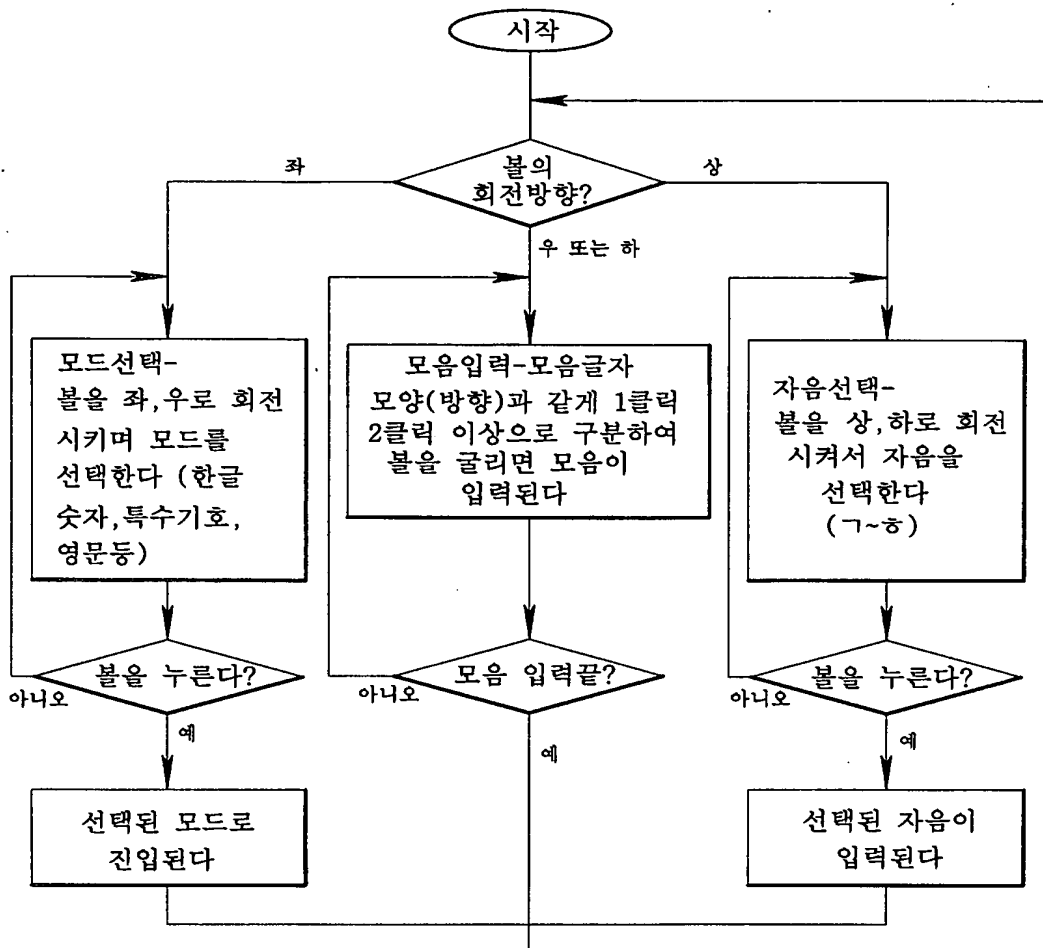 시작
볼의
회전방향?
좌
상
우 또는 하
모드선택-
볼을 좌,우로 회전
시키며 모드를
선택한다 (한글
숫자,특수기호,
영문등)
모음입력-모음글자
모양(방향)과 같게 1클릭
2클릭 이상으로 구분하여
볼을 굴리면 모음이
입력된다
자음선택-
볼을 상,하로 회전
시켜서 자음을
선택한다
(ㄱ~ㅎ)
볼을 누른다?
아니오
예
모음 입력끝?
아니오
예
볼을 누른다?
아니오
예
선택된 모드로
진입된다
선택된 자음이
입력된다